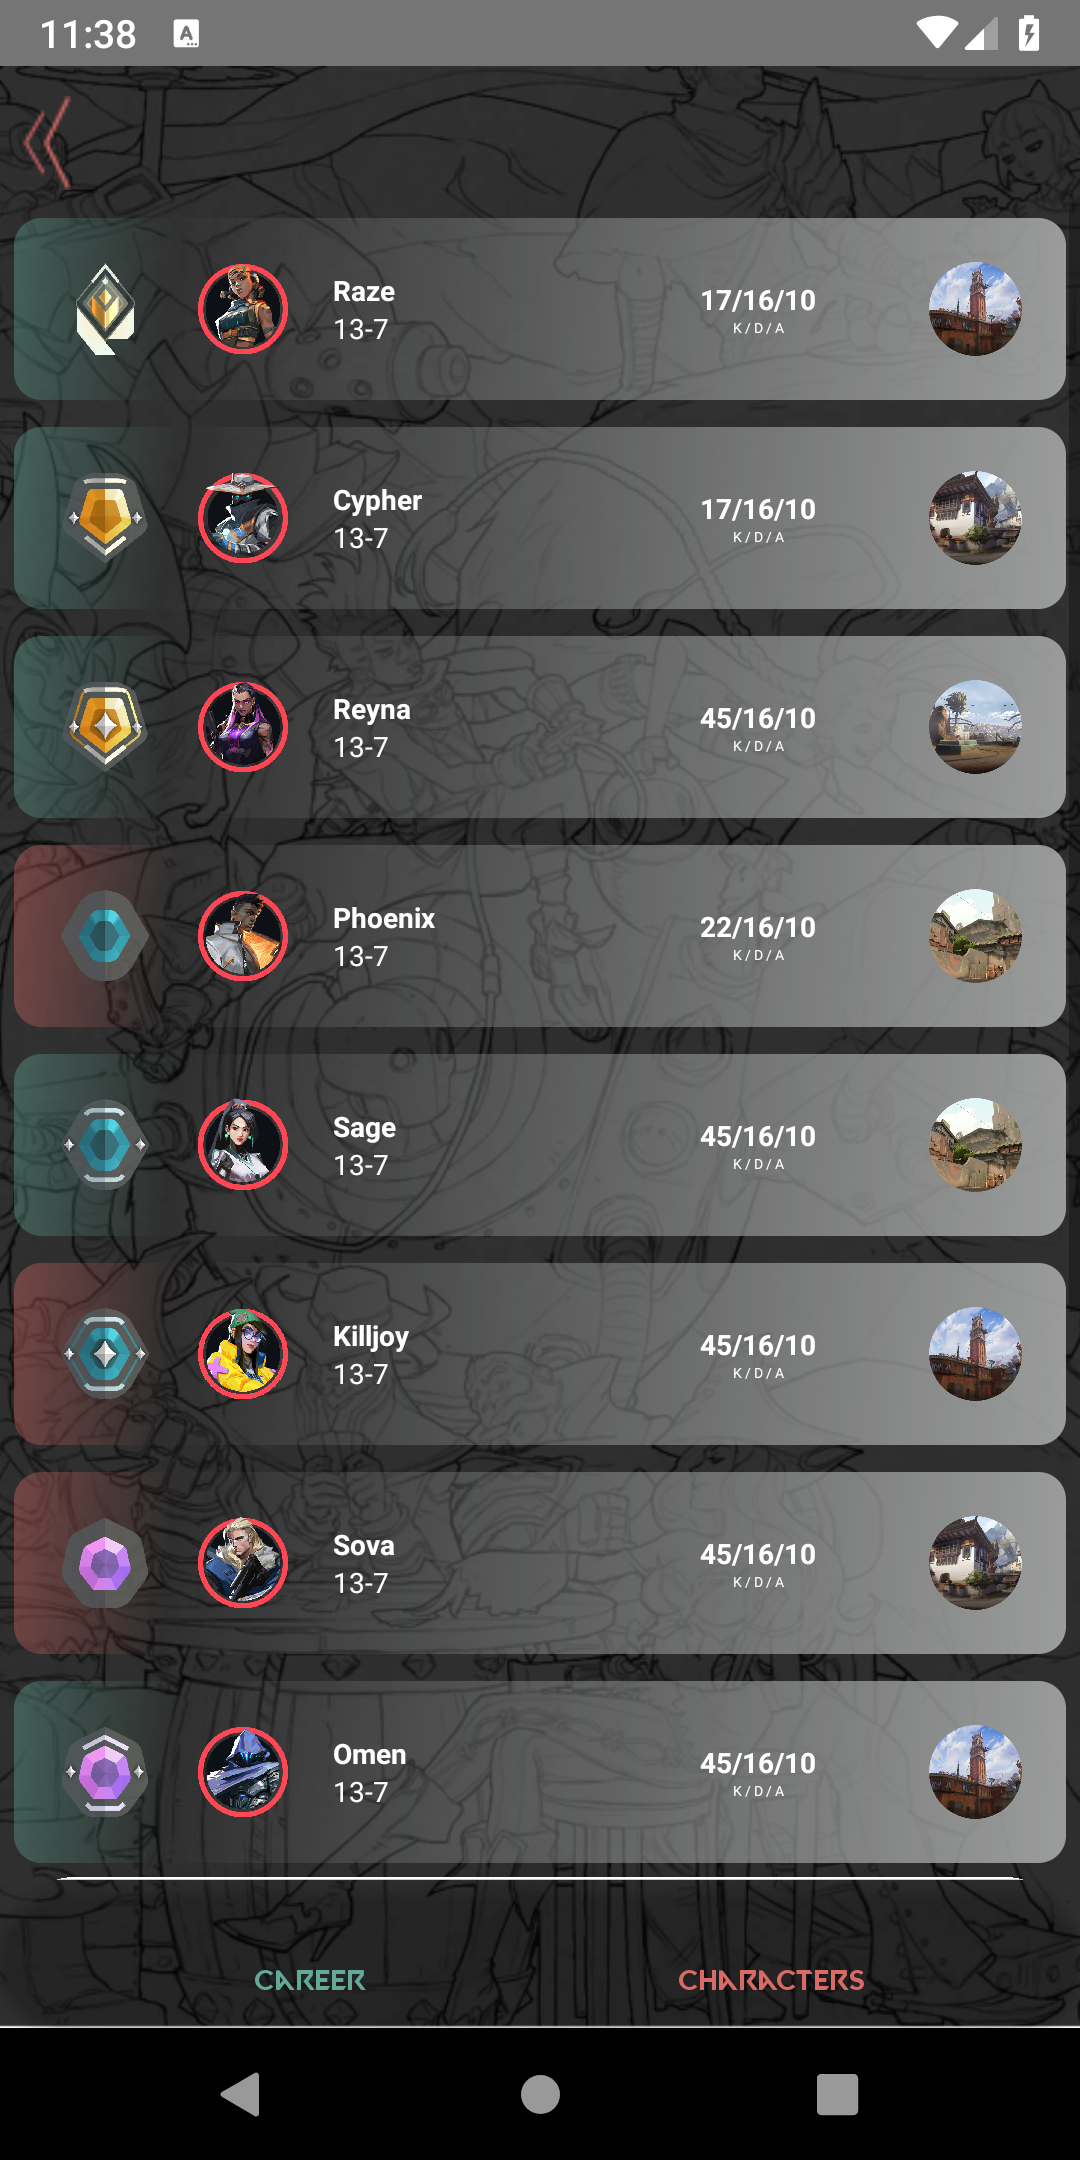 11:38
Raze
13-7
17/16/10
K/D/A
Cypher
13-7
17/16/10
K/D/A
Reyna
13-7
45/16/10
K/D/A
Phoenix
13-7
22/16/10
K/D/A
Sage
13-7
45/16/10
K/D/A
Killjoy
13-7
45/16/10
K/D/A
Sova
13-7
45/16/10
K/D/A
Omen
13-7
45/16/10
K/D/A
CAREER
CHARACTERS